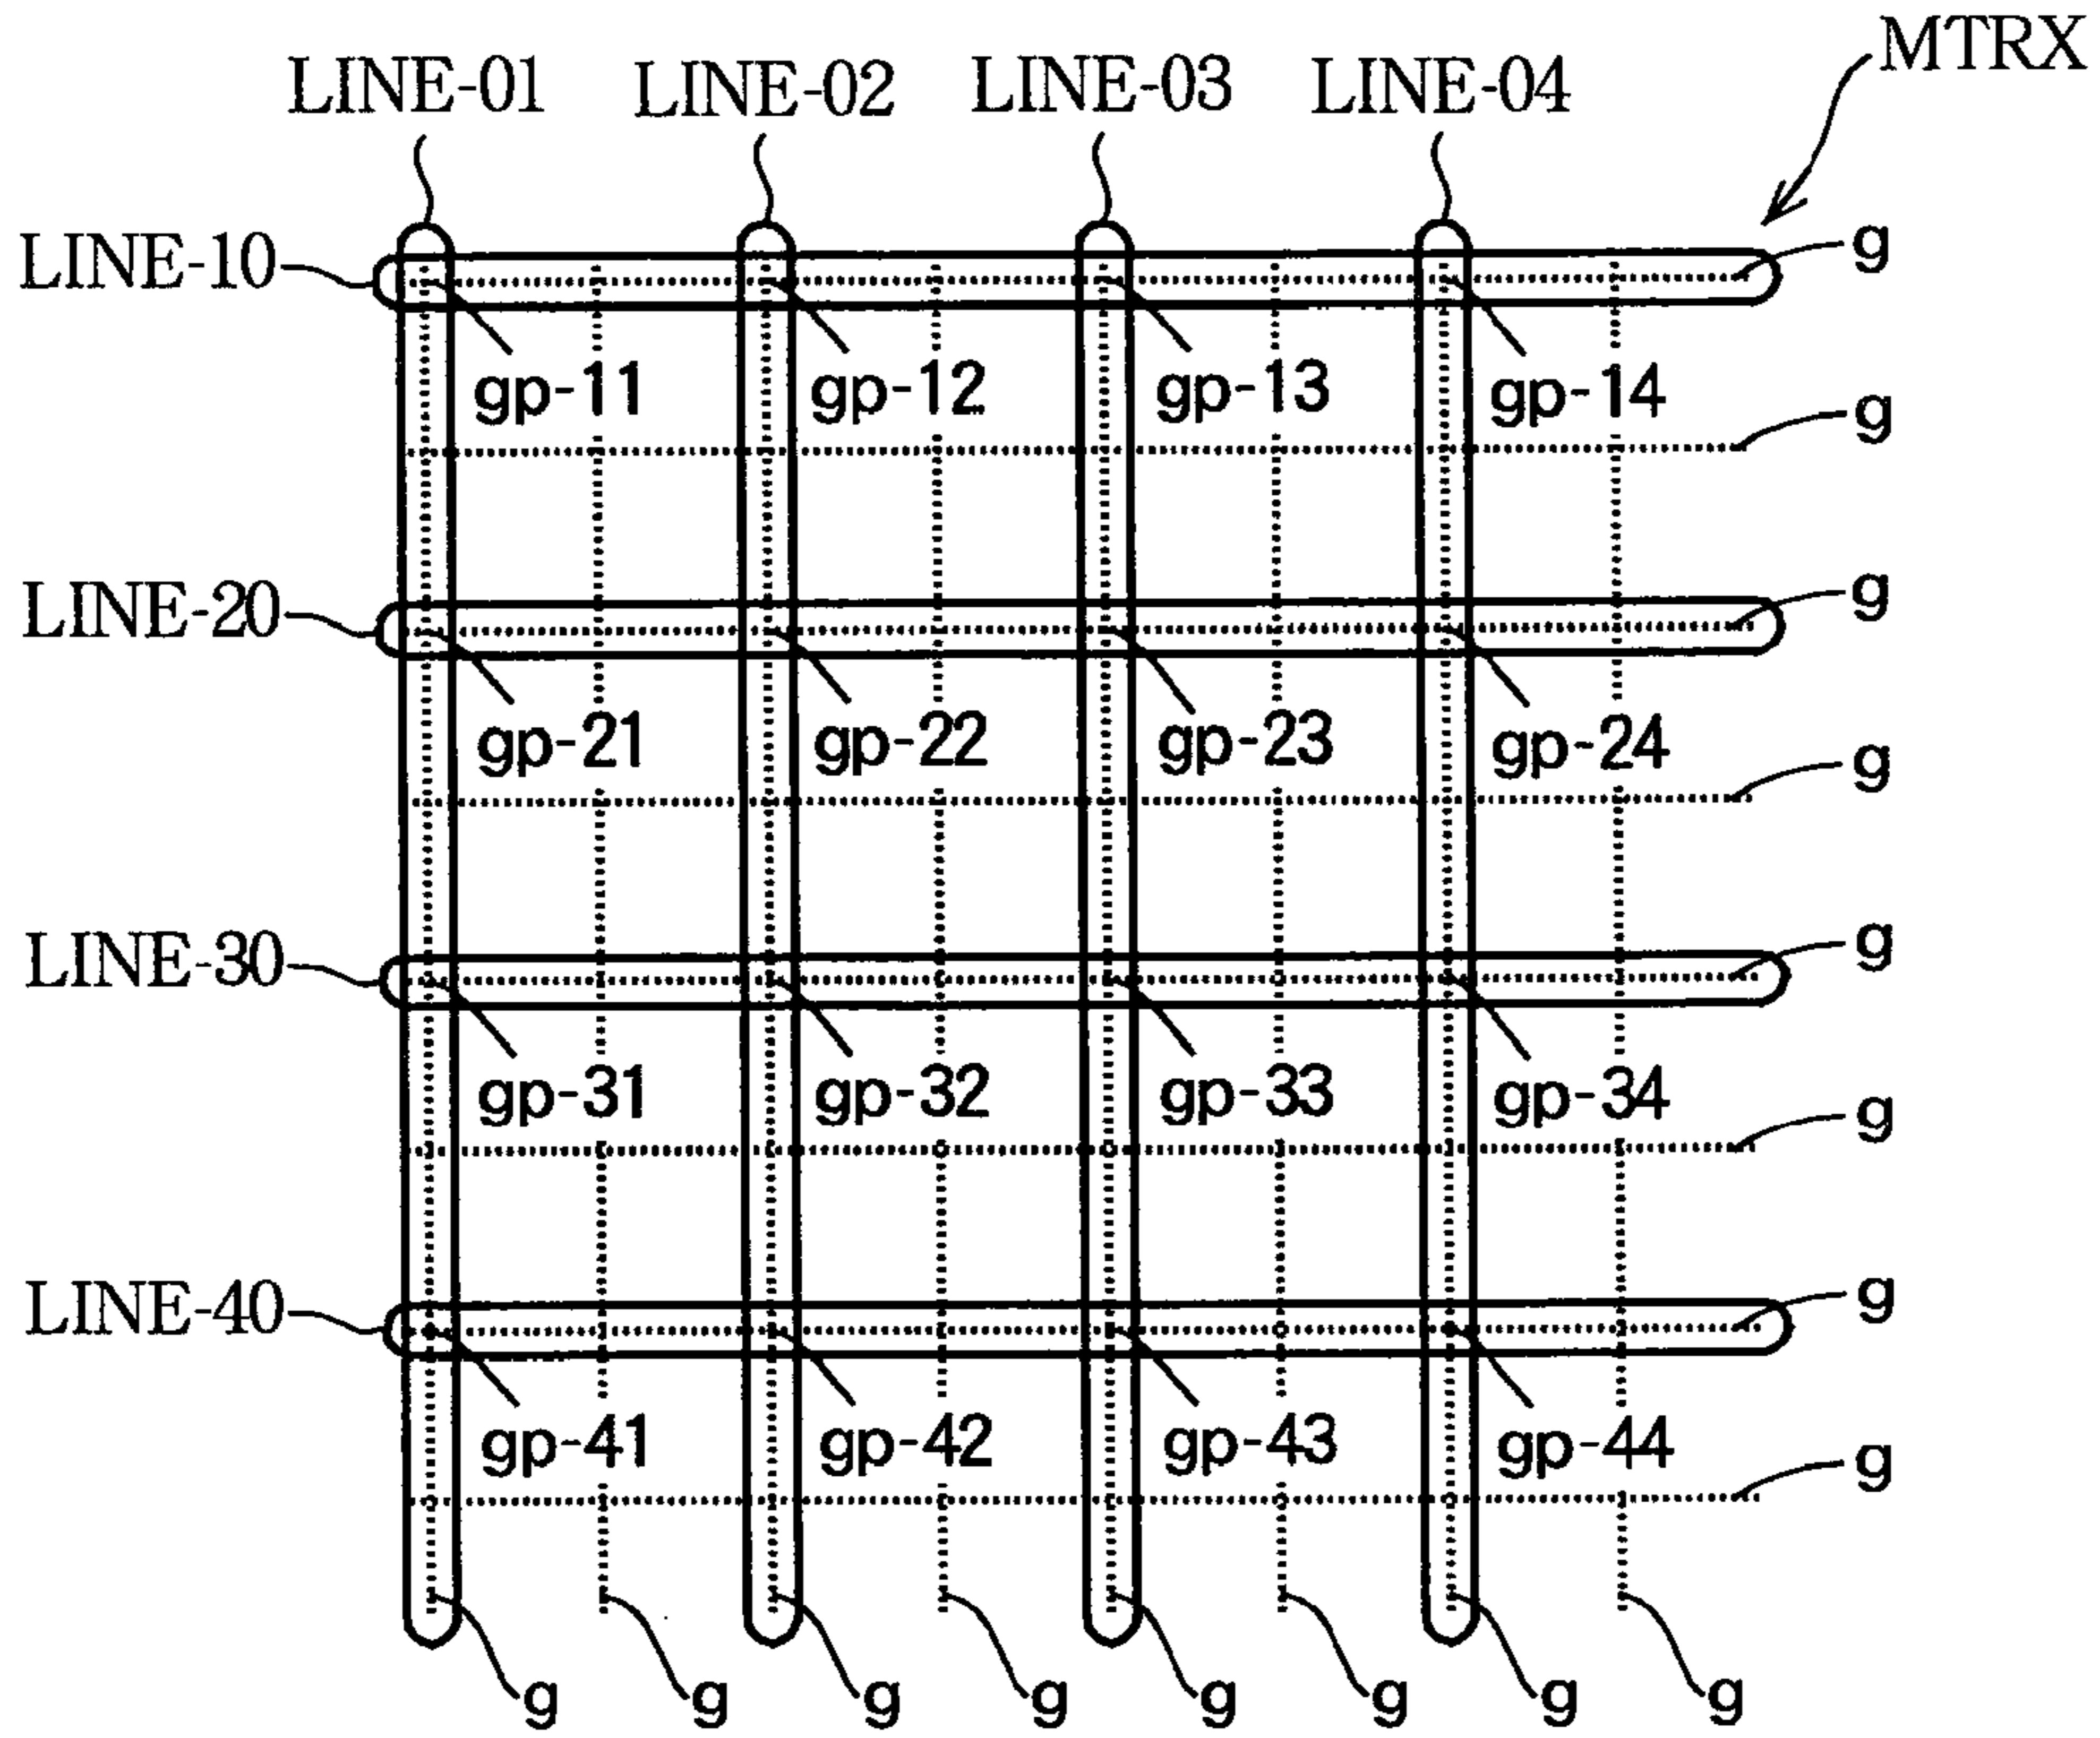 MTRX
LINE-01 LINE-02 LINE-03 LINE-04
LINE-10 g
gp-11 gp-12 gp-13 gp-14
g
LINE-20 g
gp-21 gp-22 gp-23 gp-24
g
LINE-30 g
gp-31 gp-32 gp-33 gp-34
g
LINE-40 g
gp-41 gp-42 gp-43 gp-44
g
g g g g g g g g